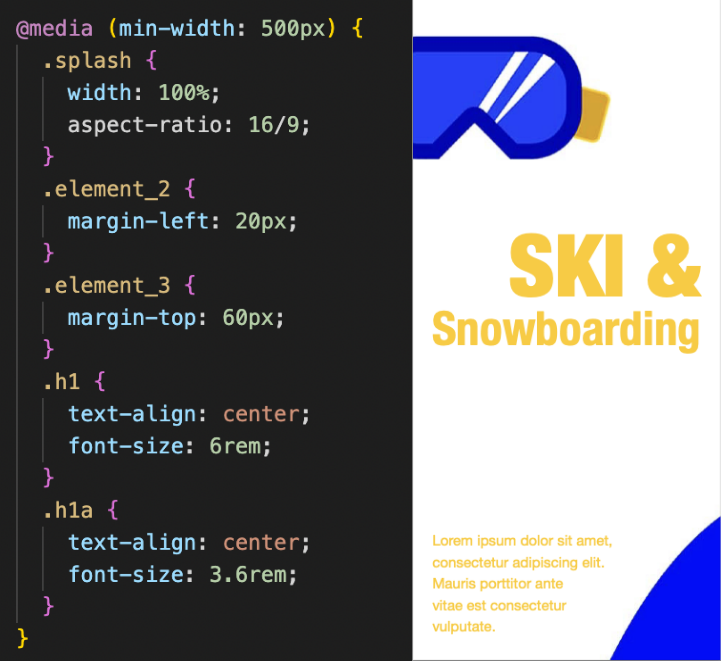 @media (min-width: 500px) {
.splash {
width: 100%;
aspect-ratio: 16/9;
}
.element_2 {
margin-left: 20px;
}
.element_3 {
margin-top: 60px;
}
.h1 {
text-align: center;
font-size: 6rem;
}
.h1a {
text-align: center;
font-size: 3.6rem;
}
}
SKI &
Snowboarding
Lorem ipsum dolor sit amet,
consectetur adipiscing elit.
Mauris porttitor ante
vitae est consectetur
vulputate.